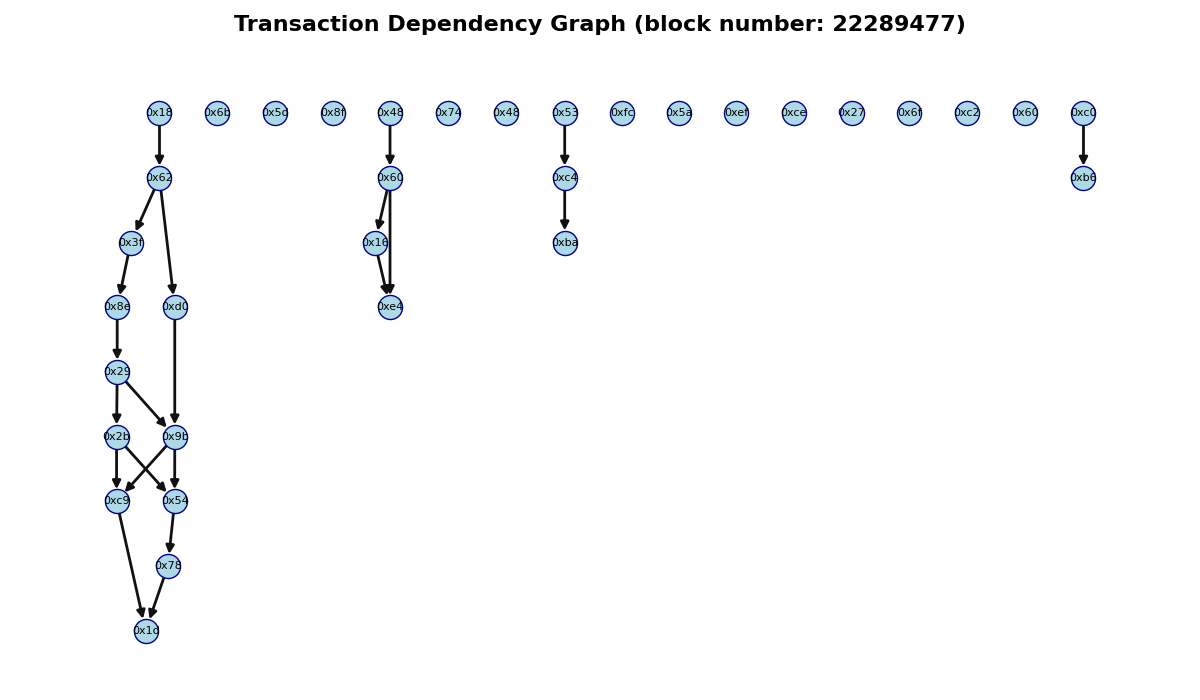 Transaction Dependency Graph (block number: 22289477)
0x18 0x6b 0x5d 0x8f 0x48 0x74 0x48 0x53 0xfc 0x5a 0xef 0xce 0x27 0x6f 0xc2 0x60 0xc0
0x62 0x60 0xc4 0xb6
0x3f 0x16 0xba
0x8e 0xd0 0xe4
0x29
0x2b 0x9b
0xc9 0x54
0x78
0x1d